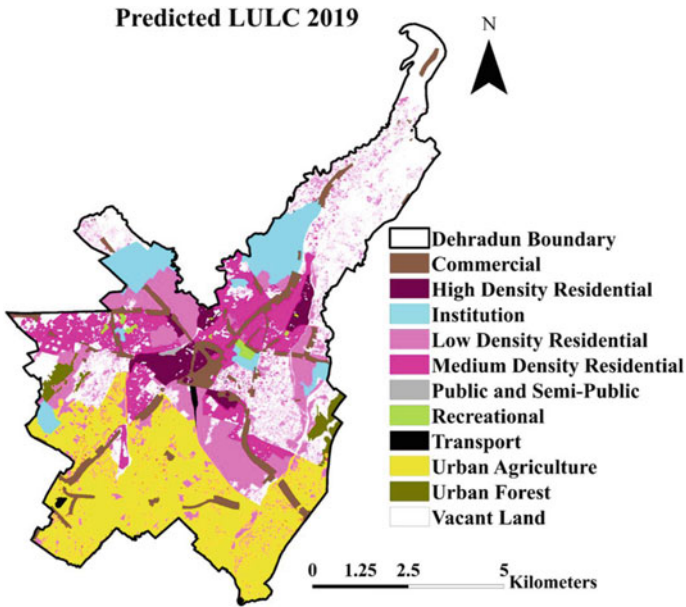 Predicted LULC 2019
N
Dehradun Boundary
Commercial
High Density Residential
Institution
Low Density Residential
Medium Density Residential
Public and Semi-Public
Recreational
Transport
Urban Agriculture
Urban Forest
Vacant Land
0 1.25 2.5 5
Kilometers